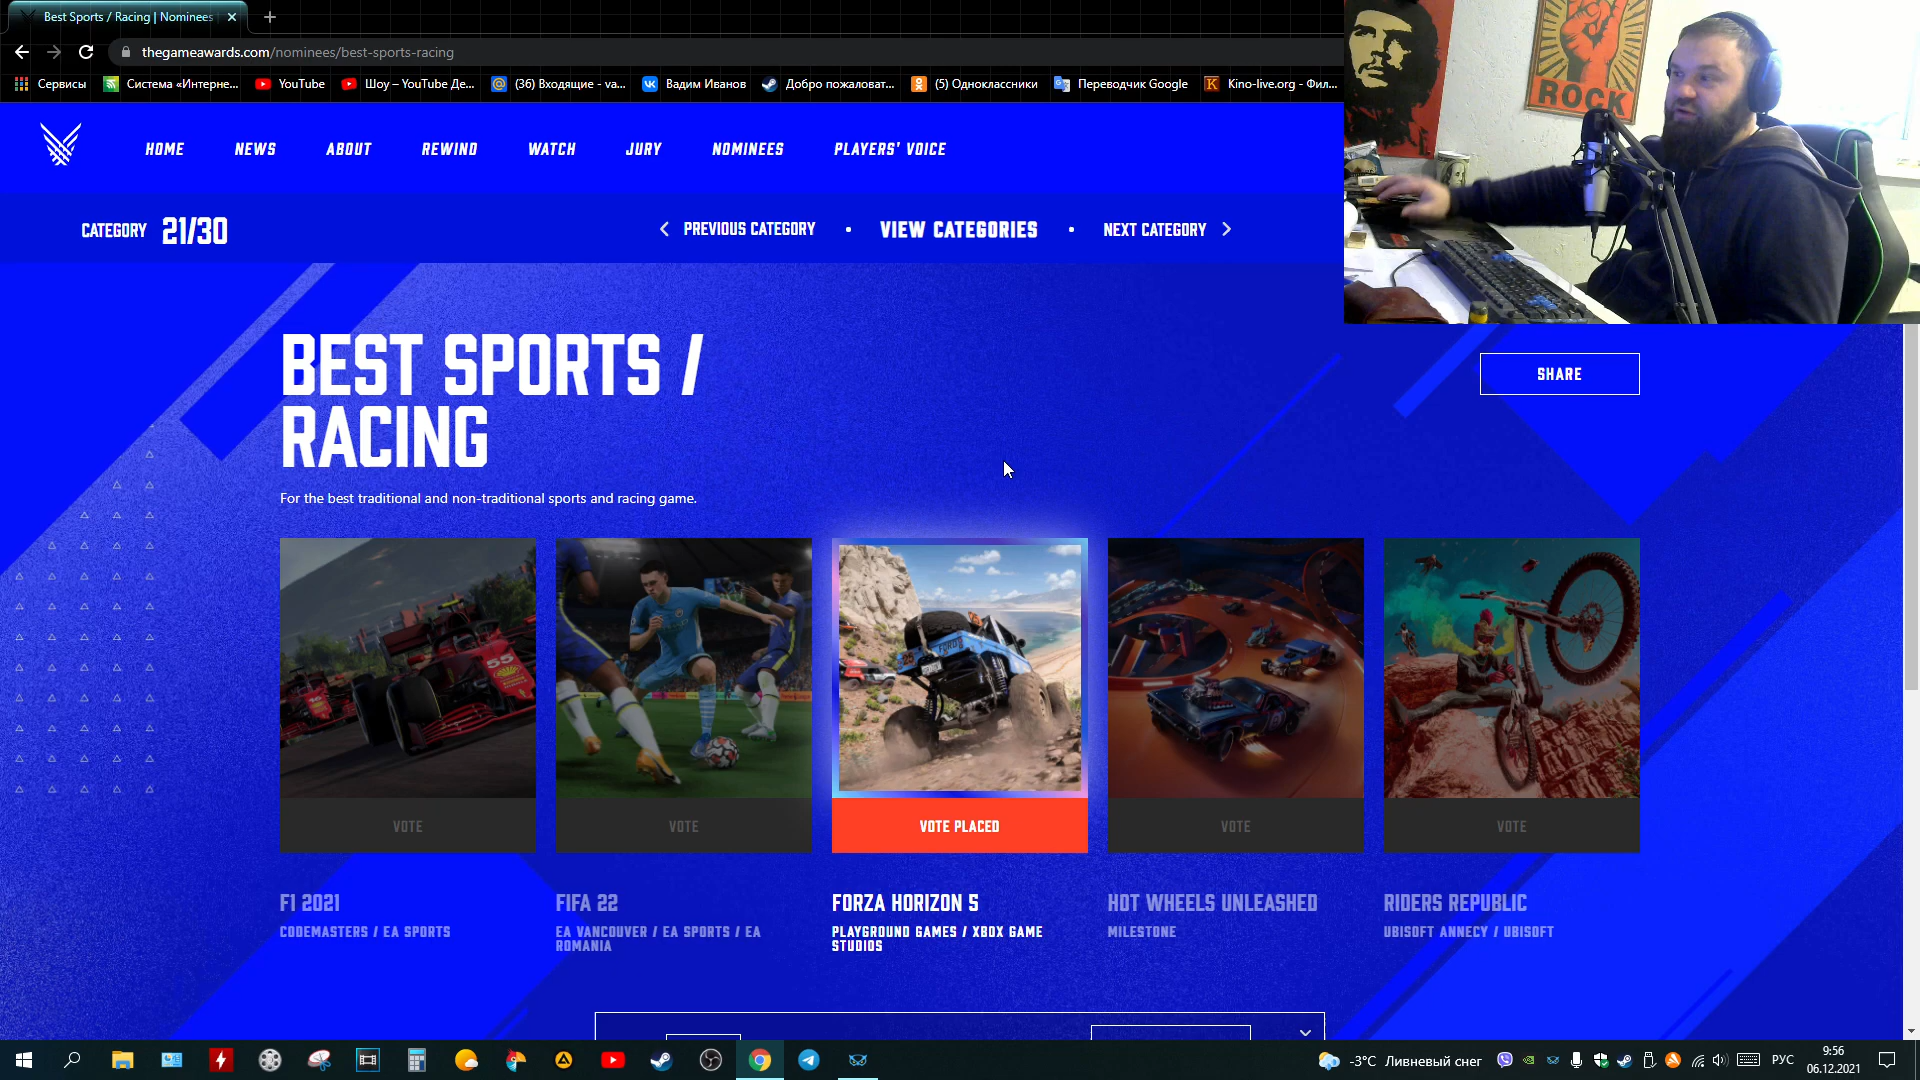 Best Sports / Racing | Nominees
thegameawards.com/nominees/best-sports-racing
Сервисы
Система «Интерне...
YouTube
Шоу – YouTube Де...
(36) Входящие - va...
Вадим Иванов
Добро пожаловат...
(5) Одноклассники
Переводчик Google
Kino-live.org - Фил...
ROCK
HOME
NEWS
ABOUT
REWIND
WATCH
JURY
NOMINEES
PLAYERS' VOICE
CATEGORY 21/30
PREVIOUS CATEGORY
VIEW CATEGORIES
NEXT CATEGORY
BEST SPORTS /
RACING
SHARE
For the best traditional and non-traditional sports and racing game.
55
VOTE
VOTE
VOTE PLACED
VOTE
VOTE
F1 2021
CODEMASTERS / EA SPORTS
FIFA 22
EA VANCOUVER / EA SPORTS / EA
ROMANIA
FORZA HORIZON 5
PLAYGROUND GAMES / XBOX GAME
STUDIOS
HOT WHEELS UNLEASHED
MILESTONE
RIDERS REPUBLIC
UBISOFT ANNECY / UBISOFT
-3°C Ливневый снег
РУС
9:56
06.12.2021